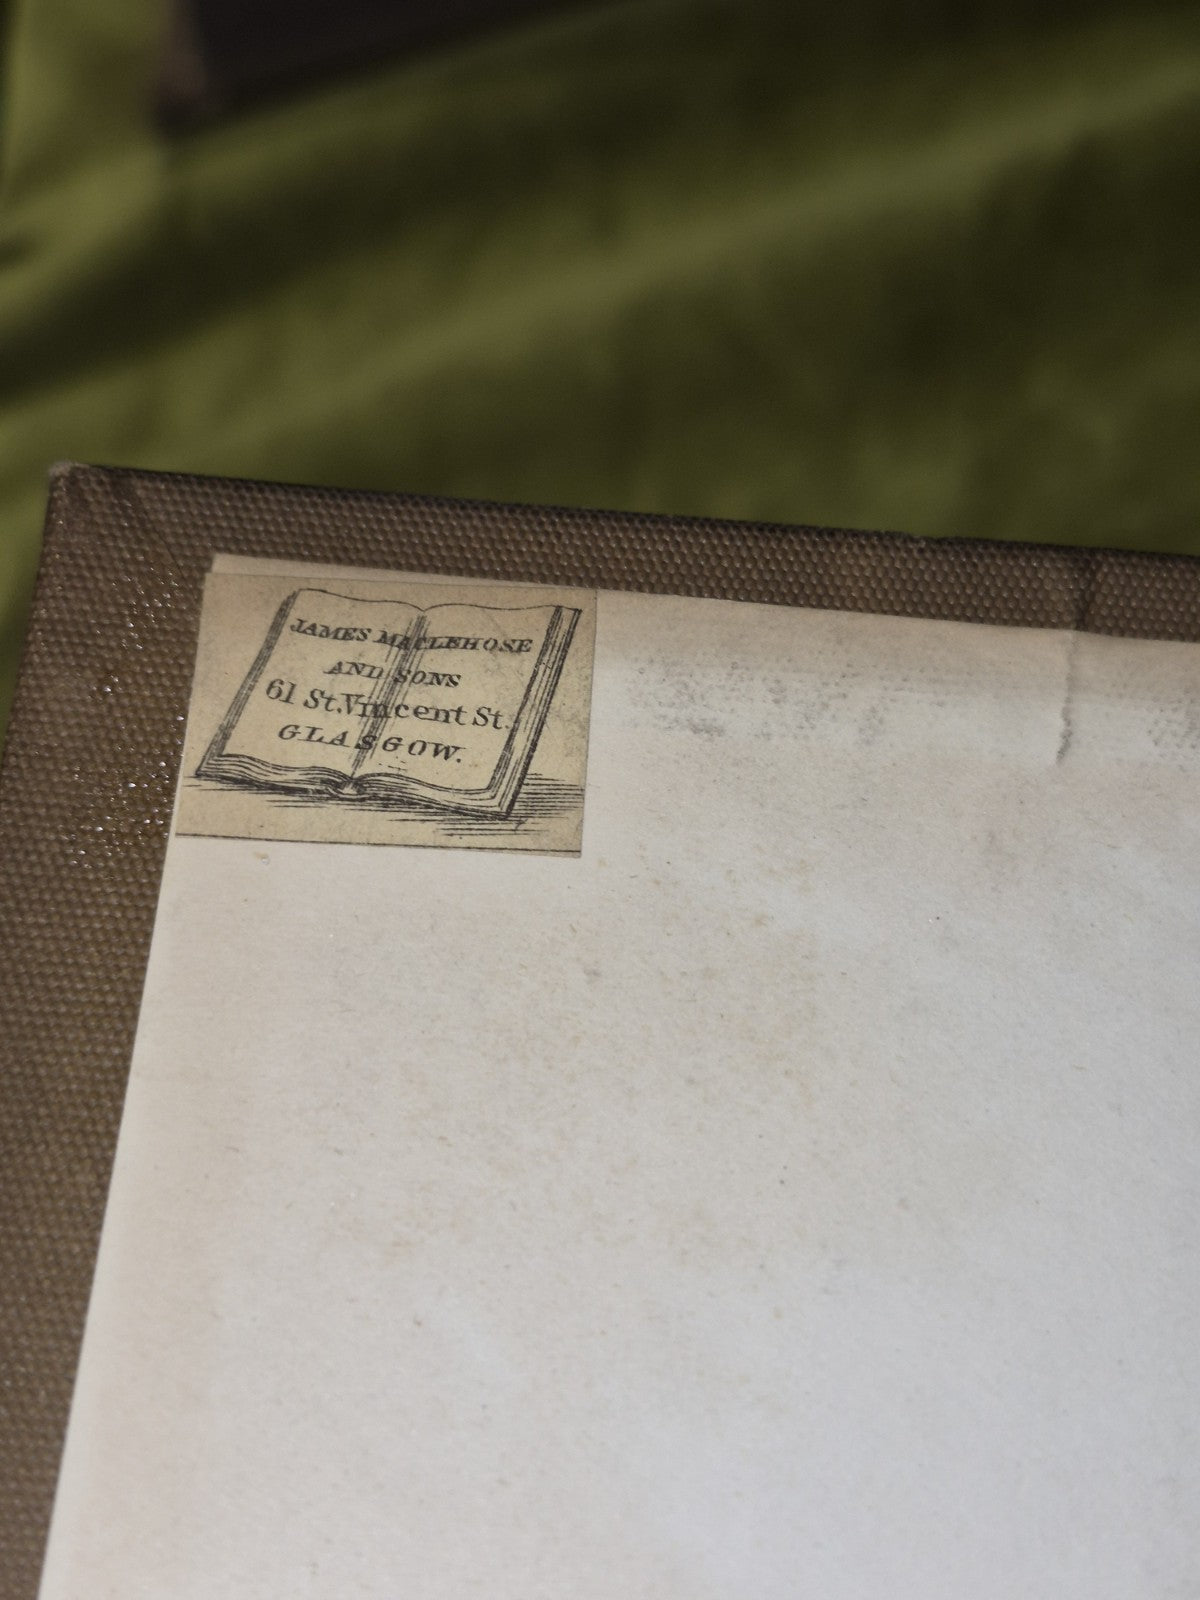 JAMES MACLEHOSE
AND SONS
61 St. Vincent St.
GLASGOW.